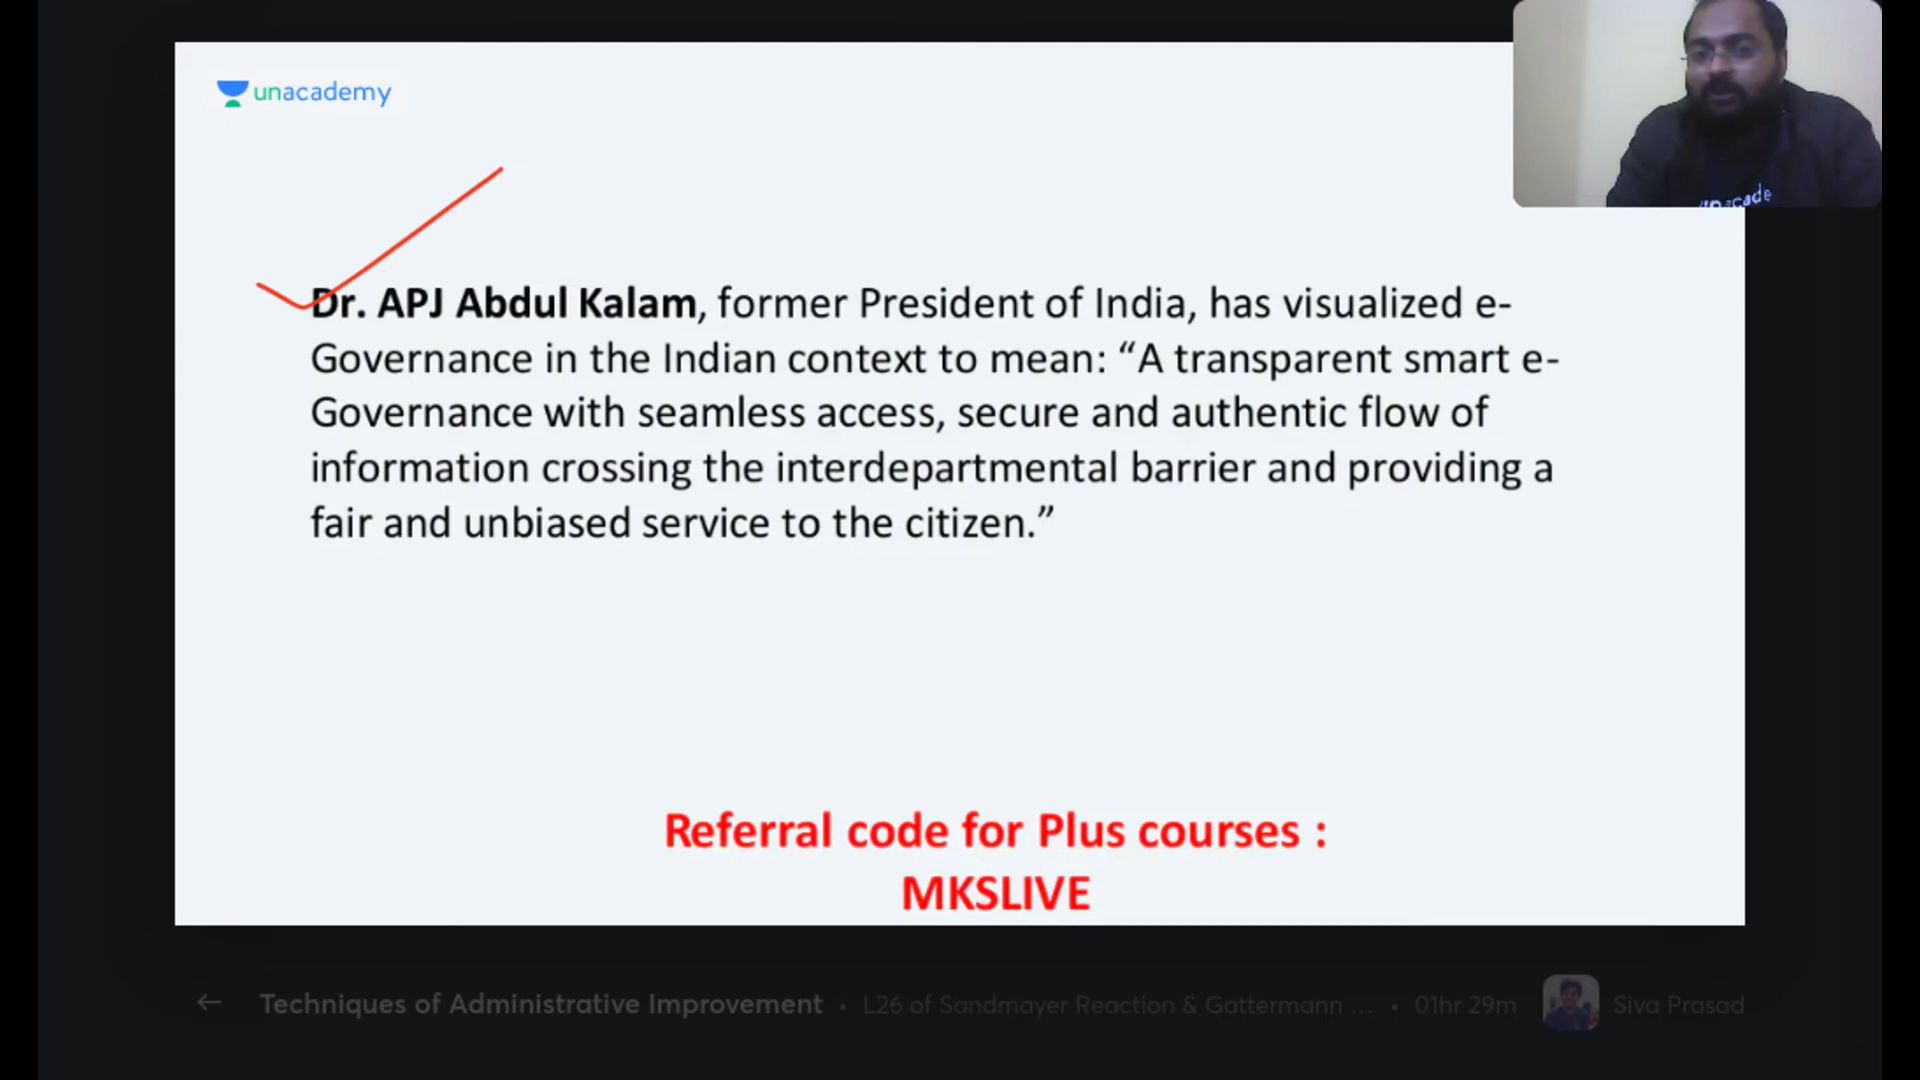 unacademy
Dr. APJ Abdul Kalam, former President of India, has visualized e-
Governance in the Indian context to mean: “A transparent smart e-
Governance with seamless access, secure and authentic flow of
information crossing the interdepartmental barrier and providing a
fair and unbiased service to the citizen.”
Referral code for Plus courses :
MKSLIVE
Techniques of Administrative Improvement • L26 of Sandmayer Reaction & Gattermann ... • 01hr 29m Siva Prasad